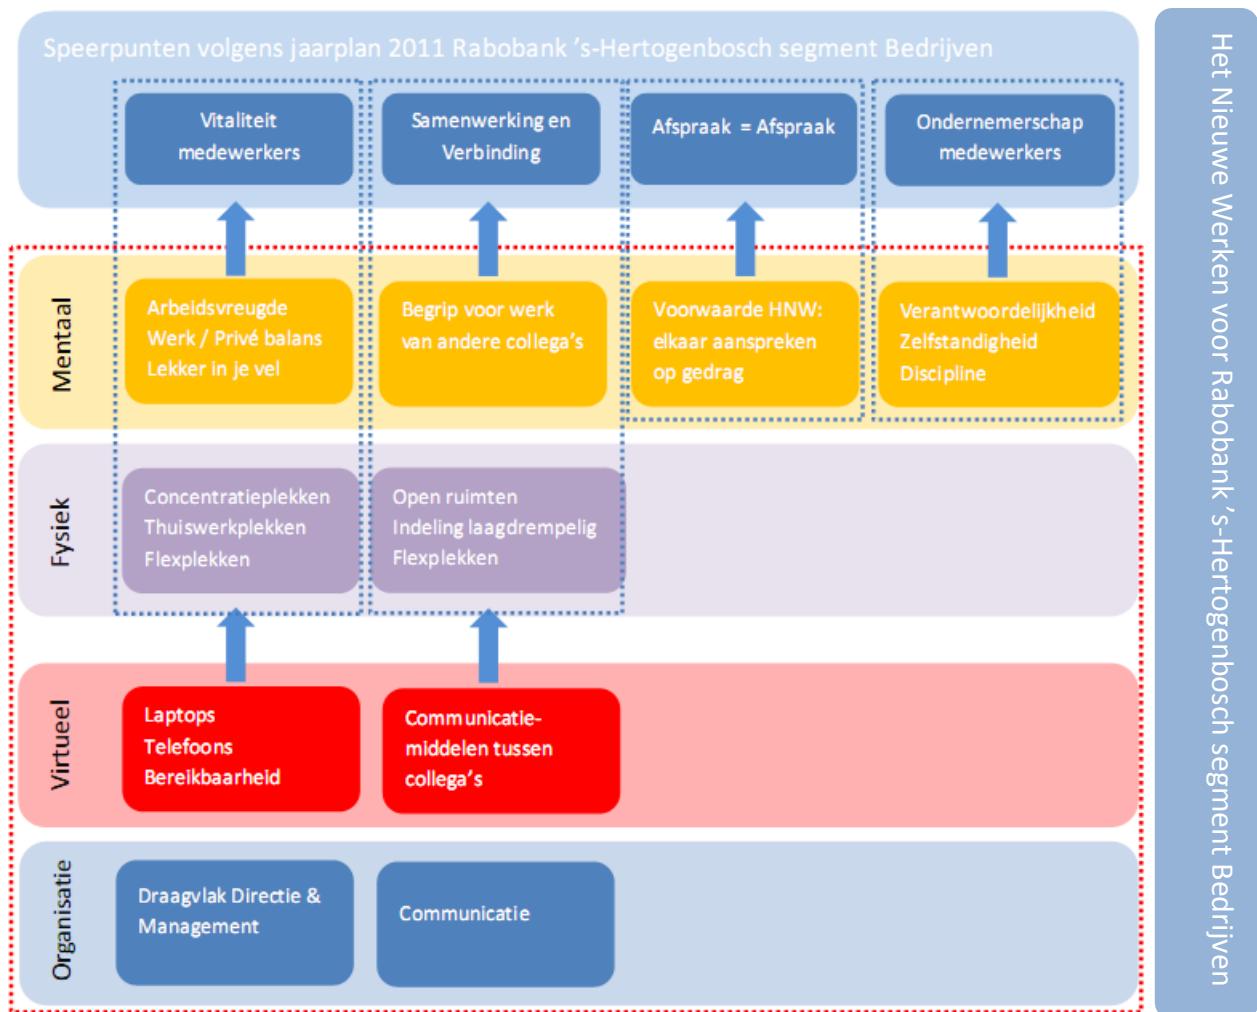 Speerpunten volgens jaarplan 2011 Rabobank ’s-Hertogenbosch segment Bedrijven
Vitaliteit
medewerkers
Samenwerking en
Verbinding
Afspraak = Afspraak
Ondernemerschap
medewerkers
Mentaal
Arbeidsvreugde
Werk / Privé balans
Lekker in je vel
Begrip voor werk
van andere collega’s
Voorwaarde HNW:
elkaar aanspreken
op gedrag
Verantwoordelijkheid
Zelfstandigheid
Discipline
Fysiek
Concentratieplekken
Thuiswerkplekken
Flexplekken
Open ruimten
Indeling laagdrempelig
Flexplekken
Virtueel
Laptops
Telefoons
Bereikbaarheid
Communicatie-
middelen tussen
collega’s
Organisatie
Draagvlak Directie &
Management
Communicatie
Het Nieuwe Werken voor Rabobank ’s-Hertogenbosch segment Bedrijven